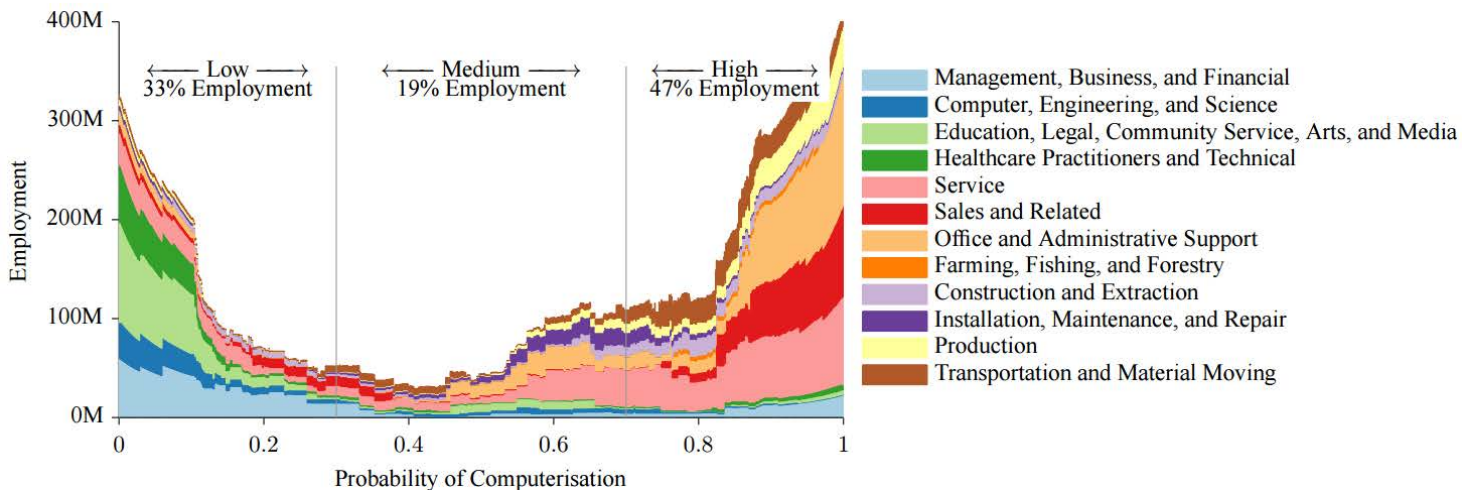 400M
300M
200M
100M
0M
Employment
Low
33% Employment
Medium
19% Employment
High
47% Employment
0
0.2
0.4
0.6
0.8
1
Probability of Computerisation
Management, Business, and Financial
Computer, Engineering, and Science
Education, Legal, Community Service, Arts, and Media
Healthcare Practitioners and Technical
Service
Sales and Related
Office and Administrative Support
Farming, Fishing, and Forestry
Construction and Extraction
Installation, Maintenance, and Repair
Production
Transportation and Material Moving